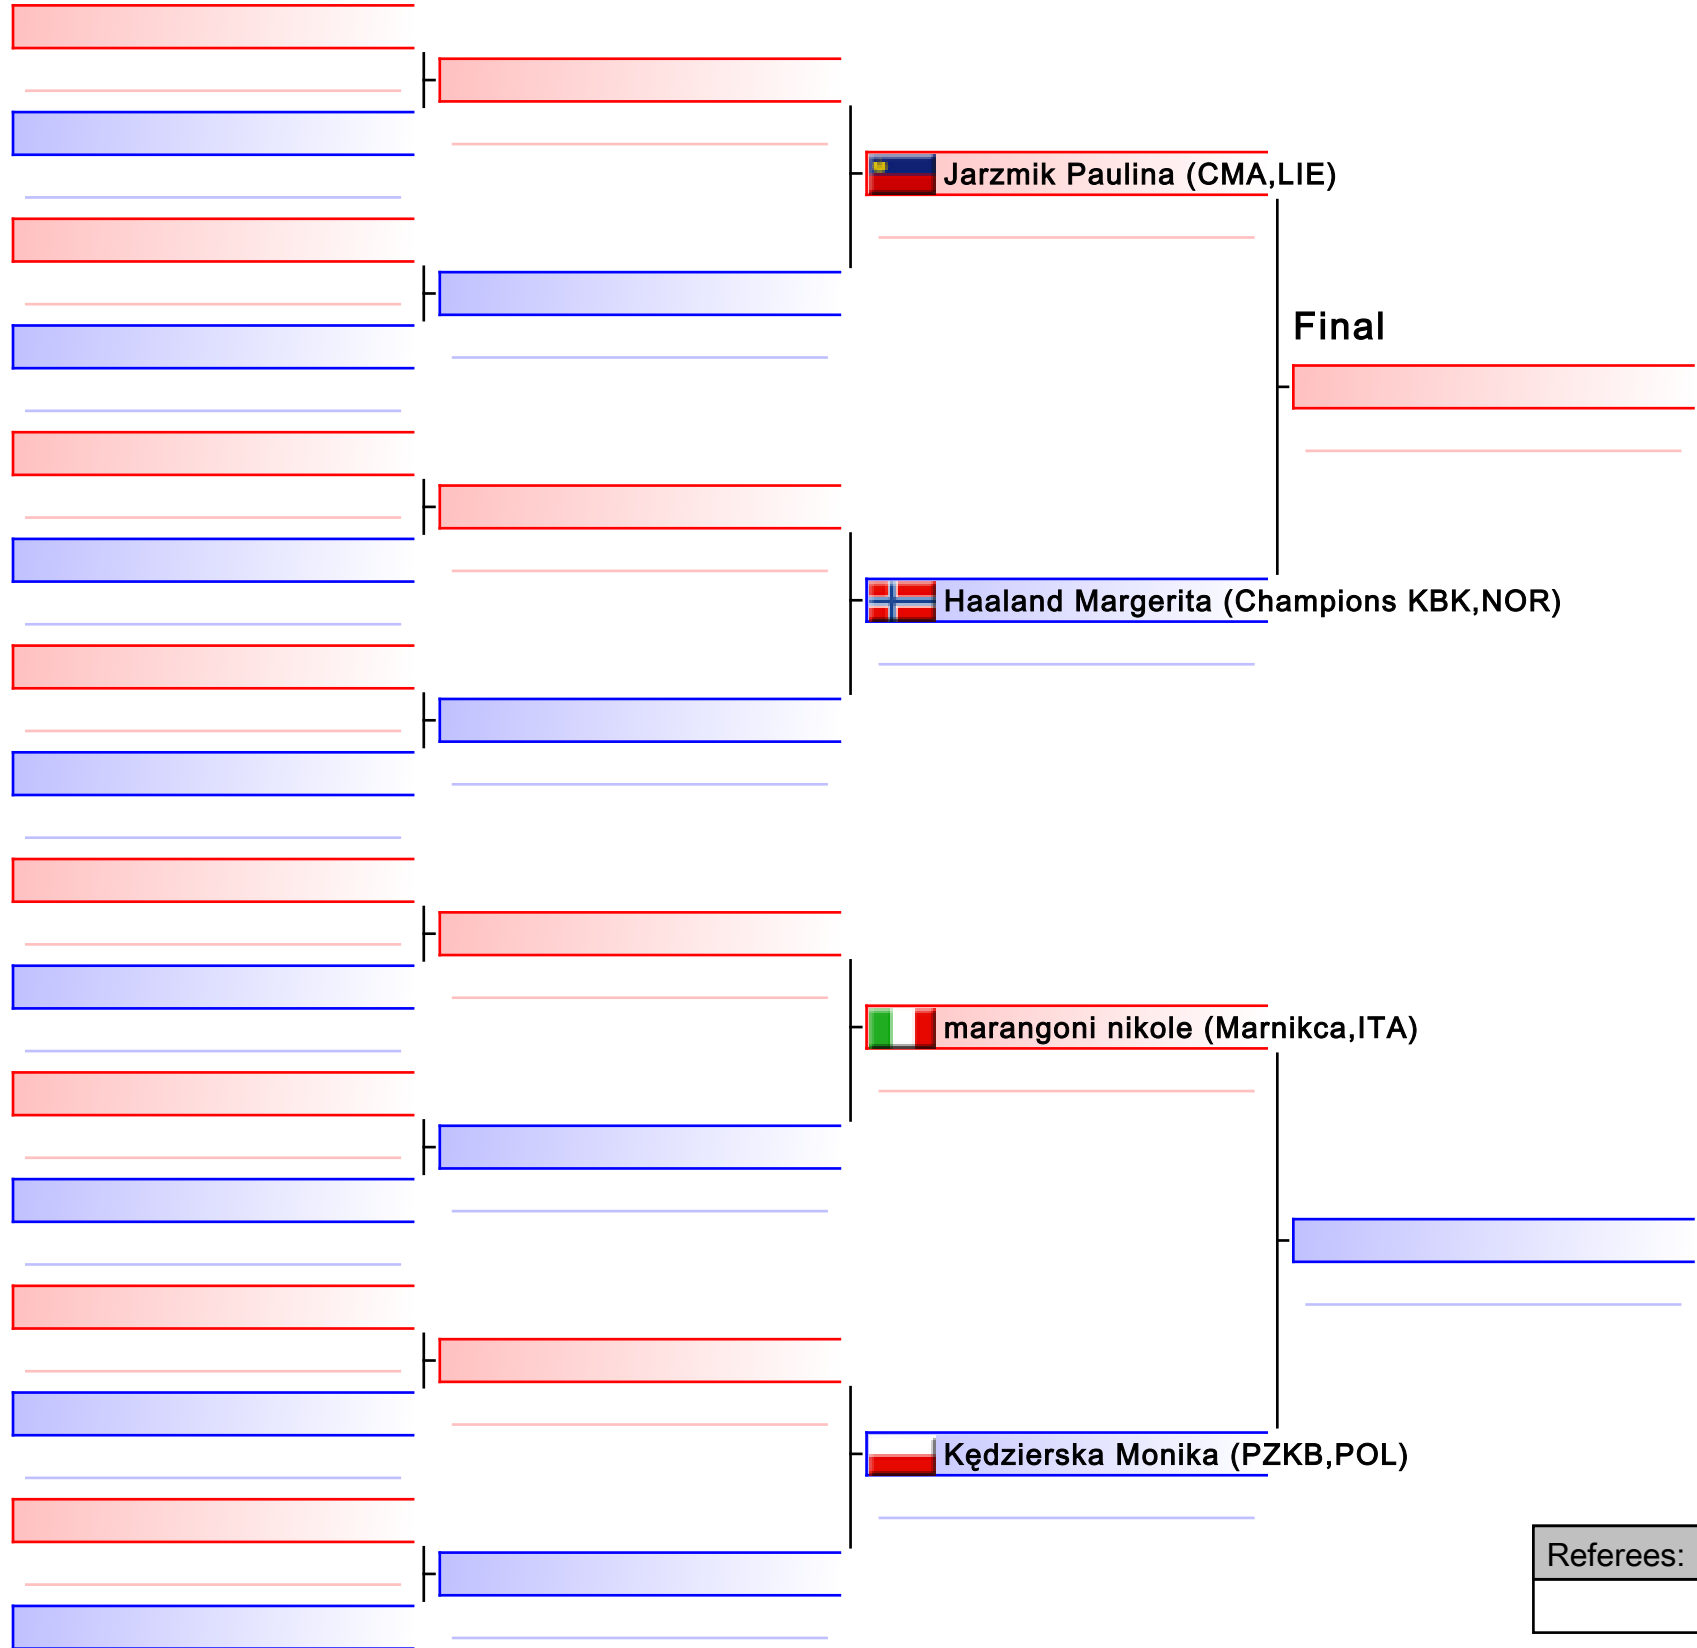 Jarzmik Paulina (CMA,LIE)
Final
Haaland Margerita (Champions KBK,NOR)
marangoni nikole (Marnikca,ITA)
Kędzierska Monika (PZKB,POL)
Referees: